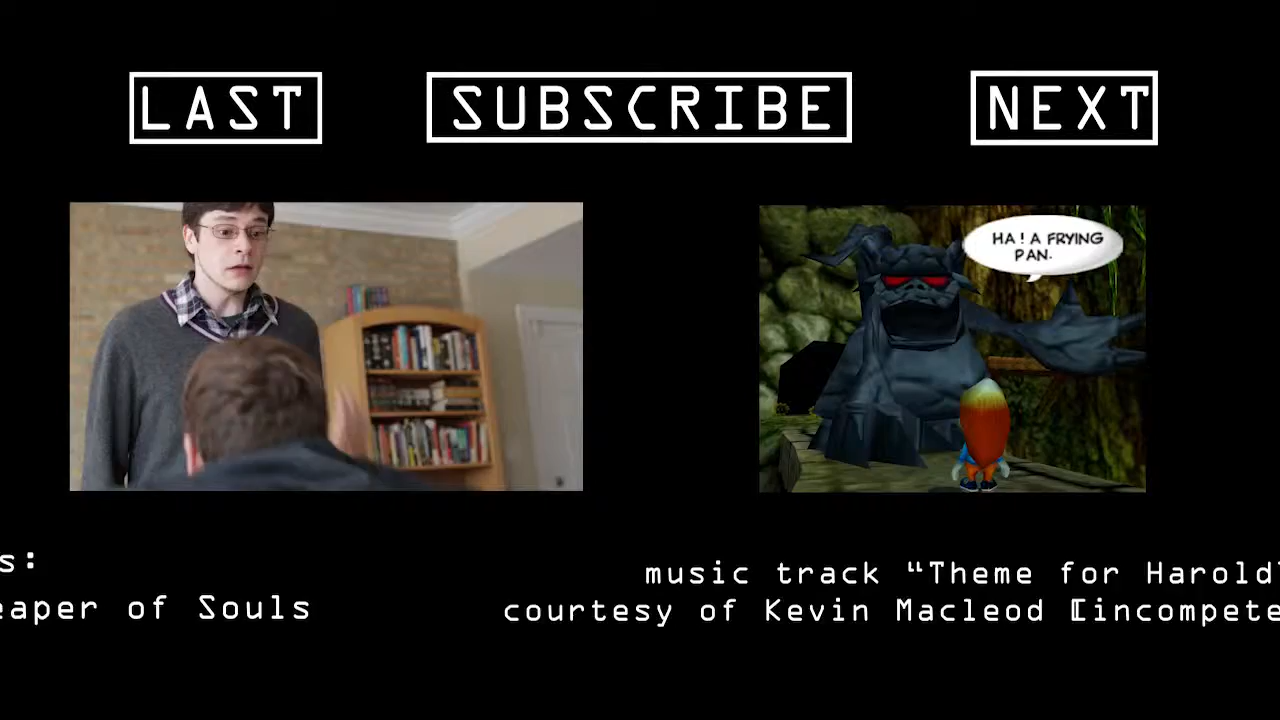 LAST
SUBSCRIBE
NEXT
HA! A FRYING
PAN.
s:
eaper of Souls
music track “Theme for Harold
courtesy of Kevin Macleod [incompete